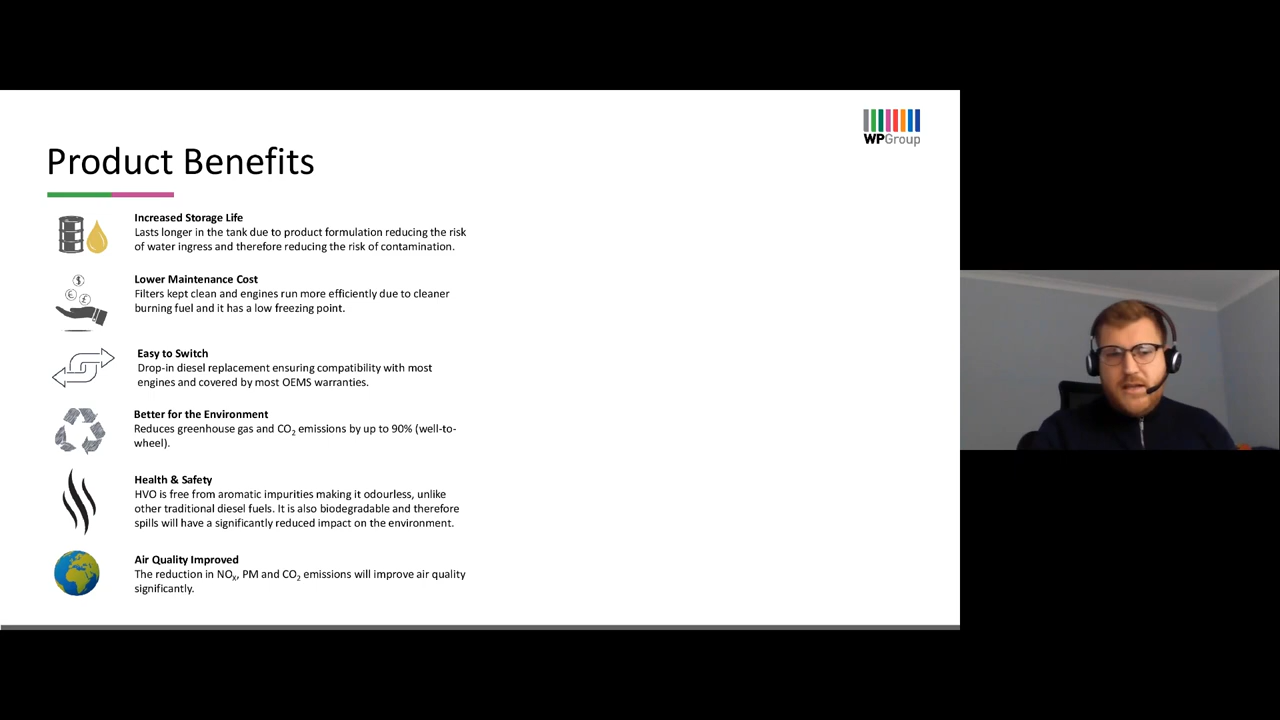 WPGroup
Product Benefits
Increased Storage Life
Lasts longer in the tank due to product formulation reducing the risk
of water ingress and therefore reducing the risk of contamination.
Lower Maintenance Cost
Filters kept clean and engines run more efficiently due to cleaner
burning fuel and it has a low freezing point.
Easy to Switch
Drop-in diesel replacement ensuring compatibility with most
engines and covered by most OEMS warranties.
Better for the Environment
Reduces greenhouse gas and CO₂ emissions by up to 90% (well-to-
wheel).
Health & Safety
HVO is free from aromatic impurities making it odourless, unlike
other traditional diesel fuels. It is also biodegradable and therefore
spills will have a significantly reduced impact on the environment.
Air Quality Improved
The reduction in NOₓ, PM and CO₂ emissions will improve air quality
significantly.